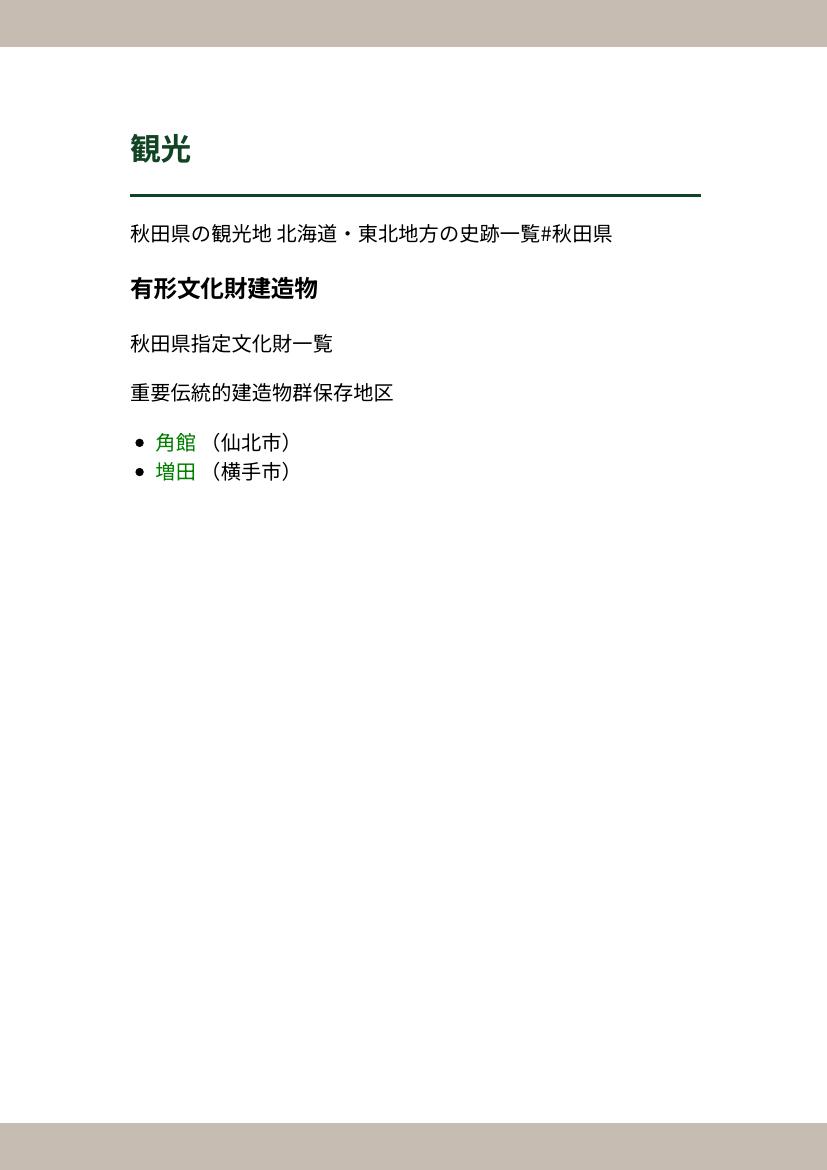 観光
秋田県の観光地 北海道・東北地方の史跡一覧#秋田県
有形文化財建造物
秋田県指定文化財一覧
重要伝統的建造物群保存地区
• 角館 （仙北市）
• 増田 （横手市）